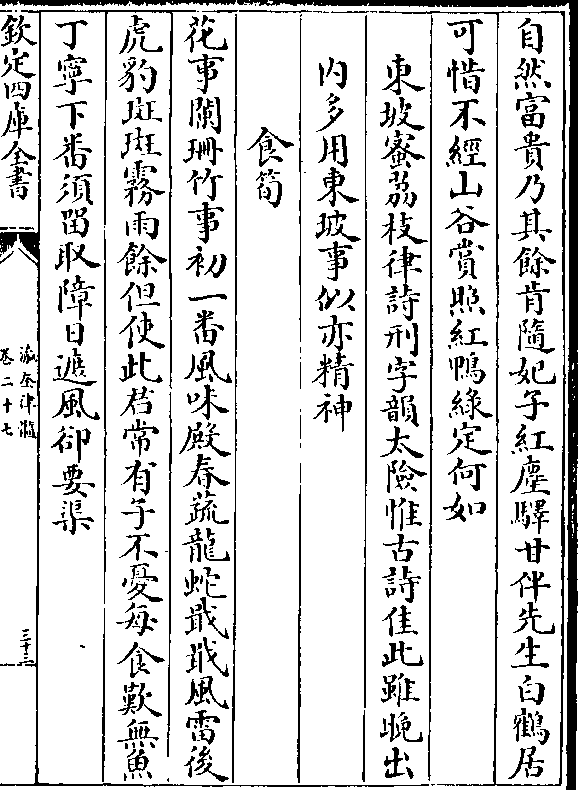 自然富貴乃其餘肯隨妃子紅塵驛甘伴先生白鶴居
可惜不經山谷賞照紅鴨綠定何如
東坡蜜荔枝律詩刑字韻太險惟古詩佳此雖晚出
内多用東坡事似亦精神
食筍
花事闌珊竹事初一番風味殿春蔬龍蛇戢戢風雷後
虎豹斑斑霧雨餘但使此君常有子不憂每食歎無魚
丁寧下番須留取障日遮風卻要渠
欽定四庫全書
瀛奎律髓
卷二十七
三十三